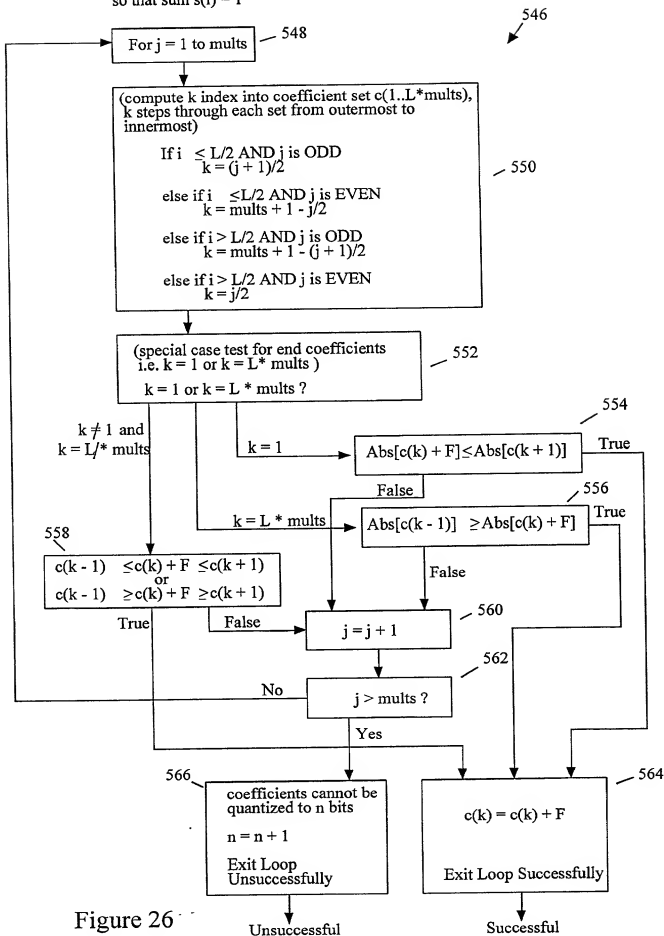 so that sum s(i) = 1
546
For j = 1 to mults
548
(compute k index into coefficient set c(1..L*mults),
k steps through each set from outermost to
innermost)
If i ≤ L/2 AND j is ODD
k = (j + 1)/2
else if i ≤L/2 AND j is EVEN
k = mults + 1 - j/2
else if i > L/2 AND j is ODD
k = mults + 1 - (j + 1)/2
else if i > L/2 AND j is EVEN
k = j/2
550
(special case test for end coefficients
i.e. k = 1 or k = L* mults )
k = 1 or k = L * mults ?
552
k ≠ 1 and
k = L/* mults
k = 1
554
Abs[c(k) + F]≤Abs[c(k + 1)]
True
False
k = L * mults
556
Abs[c(k - 1)] ≥Abs[c(k) + F]
True
False
558
c(k - 1) ≤c(k) + F ≤c(k + 1)
or
c(k - 1) ≥c(k) + F ≥c(k + 1)
True
False
560
j = j + 1
562
j > mults ?
No
Yes
566
coefficients cannot be
quantized to n bits
n = n + 1
Exit Loop
Unsuccessfully
564
c(k) = c(k) + F
Exit Loop Successfully
Figure 26
Unsuccessful
Successful